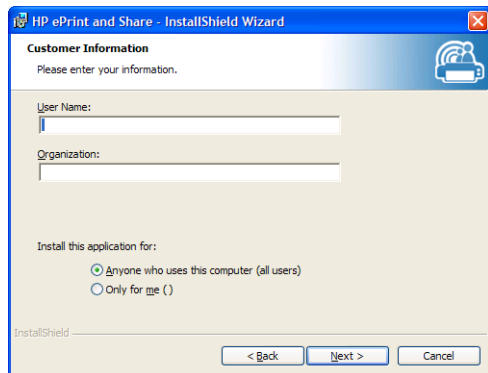 HP ePrint and Share - InstallShield Wizard
Customer Information
Please enter your information.
User Name:
Organization:
Install this application for:
Anyone who uses this computer (all users)
Only for me ( )
InstallShield
< Back Next > Cancel